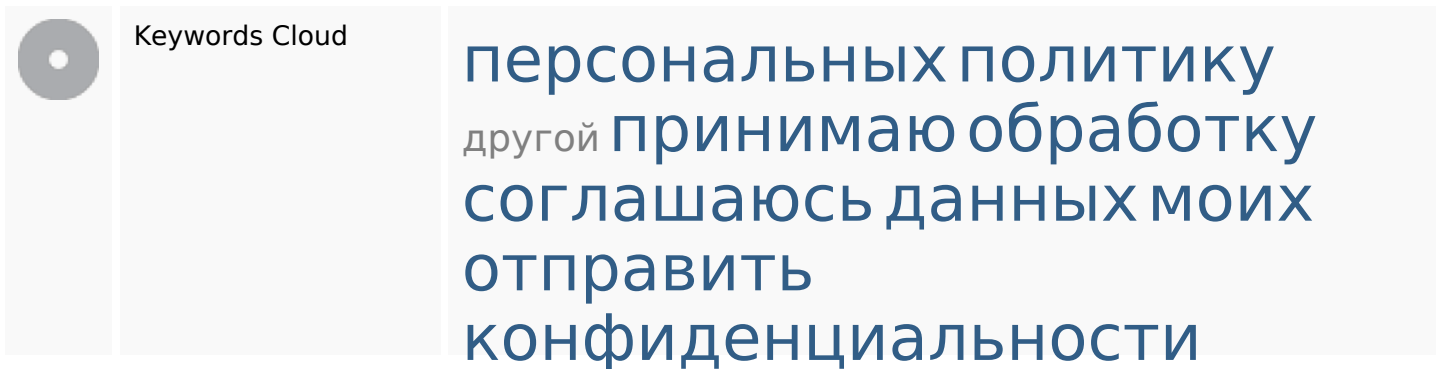 Keywords Cloud
персональных политику
другой принимаю обработку
соглашаюсь данных моих
отправить
конфиденциальности